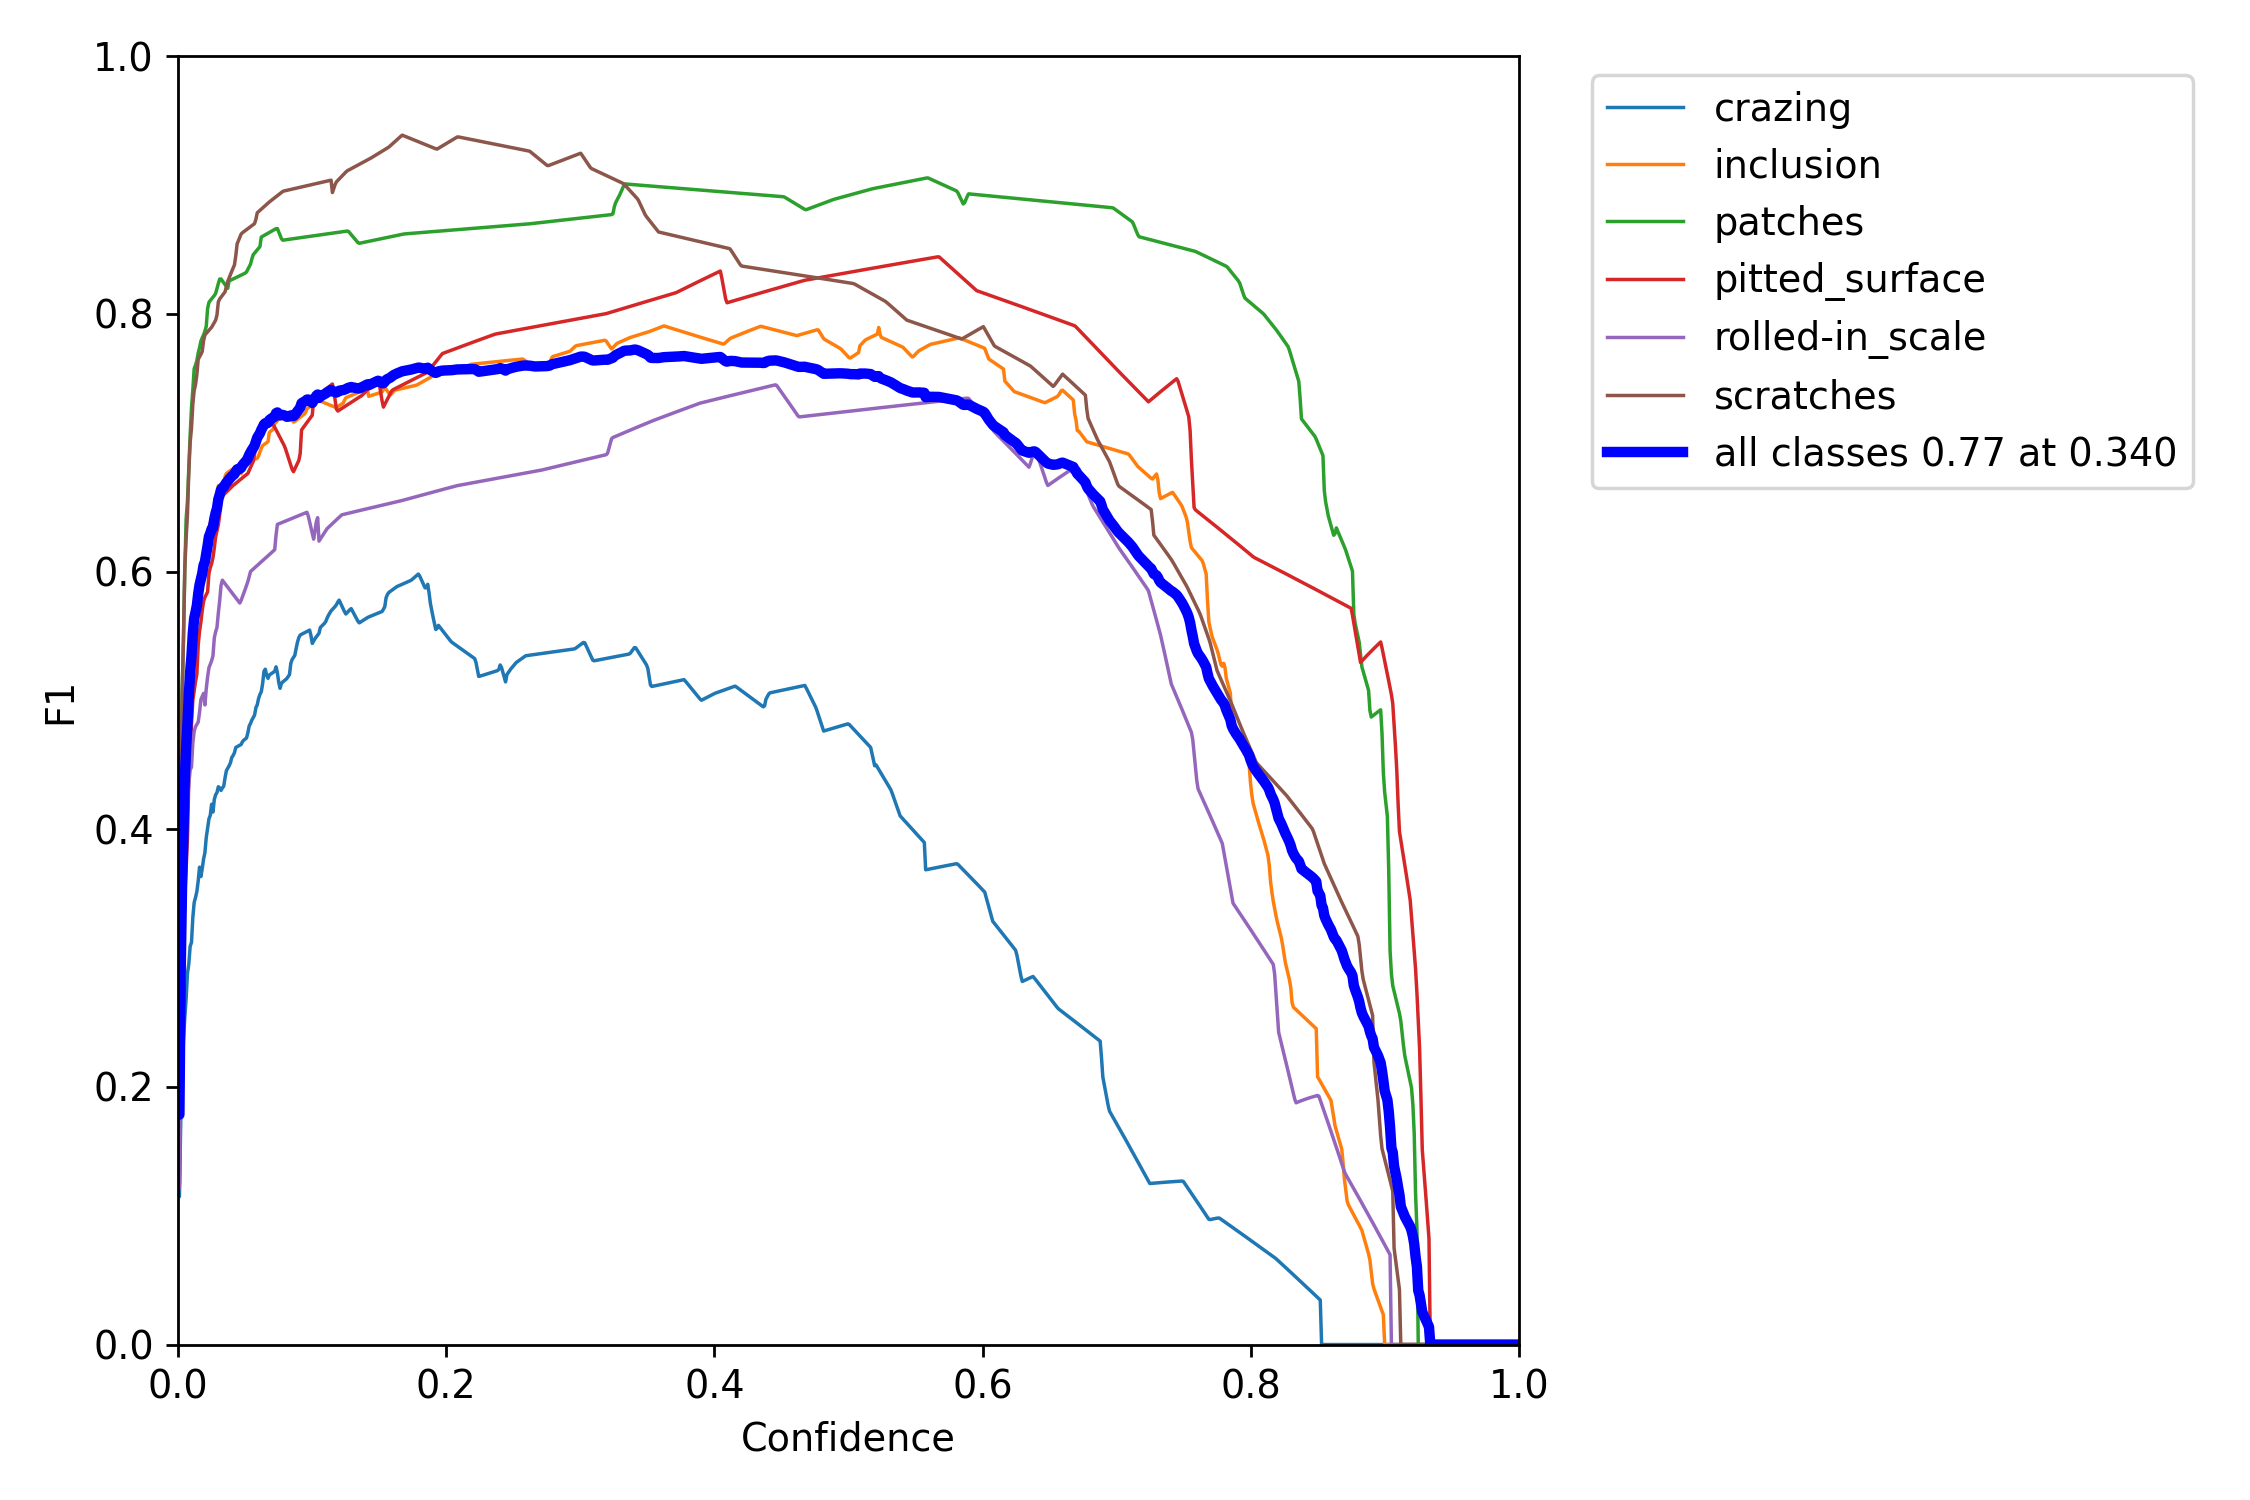 1.0
0.8
0.6
0.4
0.2
0.0
F1
0.0 0.2 0.4 0.6 0.8 1.0
Confidence
crazing
inclusion
patches
pitted_surface
rolled-in_scale
scratches
all classes 0.77 at 0.340